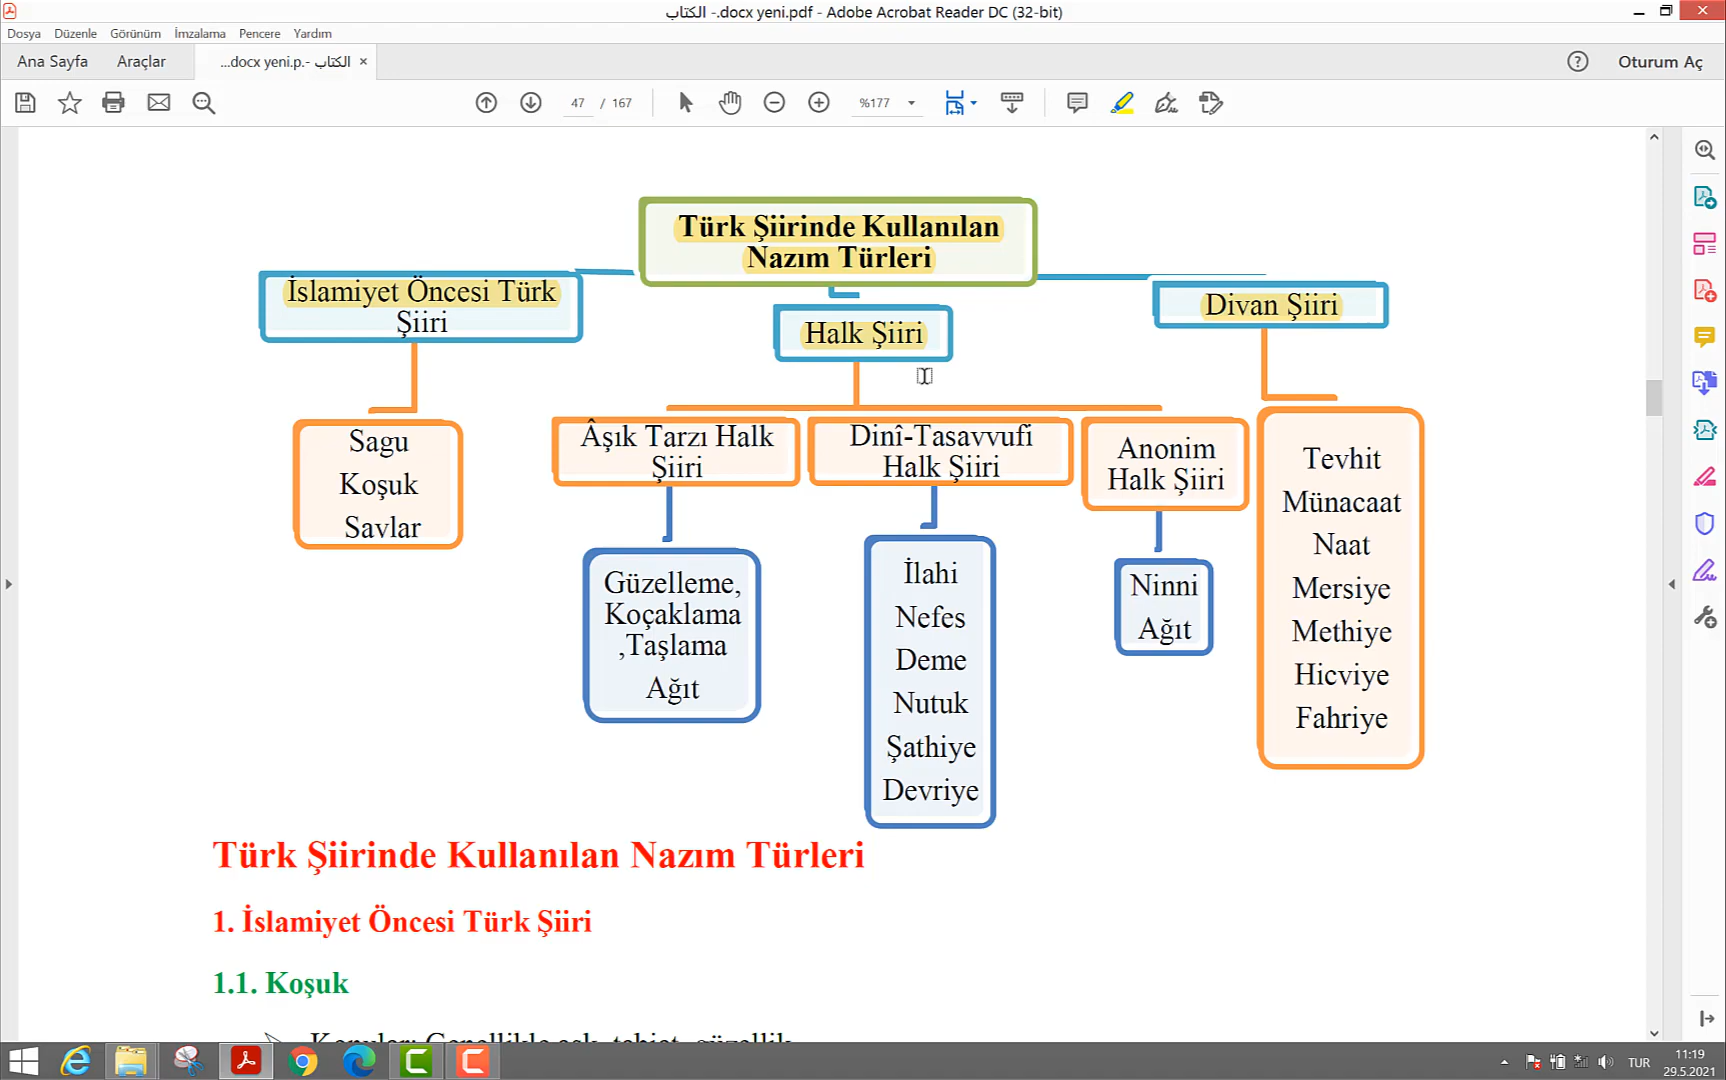 الكتاب -.docx yeni.pdf - Adobe Acrobat Reader DC (32-bit)
Dosya Düzenle Görünüm İmzalama Pencere Yardım
Ana Sayfa Araçlar الكتاب -.docx yeni.p... × Oturum Aç
47 / 167 %177
Türk Şiirinde Kullanılan
Nazım Türleri
İslamiyet Öncesi Türk
Şiiri
Halk Şiiri
Divan Şiiri
Sagu
Koşuk
Savlar
Âşık Tarzı Halk
Şiiri
Dinî-Tasavvufi
Halk Şiiri
Anonim
Halk Şiiri
Güzelleme,
Koçaklama
,Taşlama
Ağıt
İlahi
Nefes
Deme
Nutuk
Şathiye
Devriye
Ninni
Ağıt
Tevhit
Münacaat
Naat
Mersiye
Methiye
Hicviye
Fahriye
Türk Şiirinde Kullanılan Nazım Türleri
1. İslamiyet Öncesi Türk Şiiri
1.1. Koşuk
TUR
11:19
29.5.2021